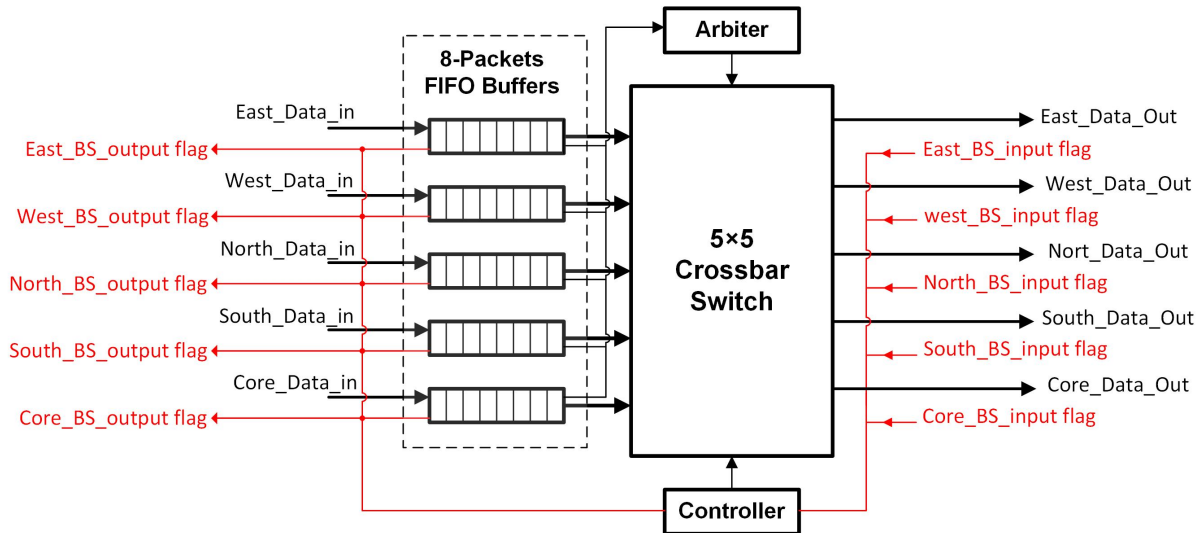 Arbiter
8-Packets
FIFO Buffers
East_Data_in
East_BS_output flag
West_Data_in
West_BS_output flag
North_Data_in
North_BS_output flag
South_Data_in
South_BS_output flag
Core_Data_in
Core_BS_output flag
5×5
Crossbar
Switch
East_Data_Out
East_BS_input flag
West_Data_Out
west_BS_input flag
Nort_Data_Out
North_BS_input flag
South_Data_Out
South_BS_input flag
Core_Data_Out
Core_BS_input flag
Controller